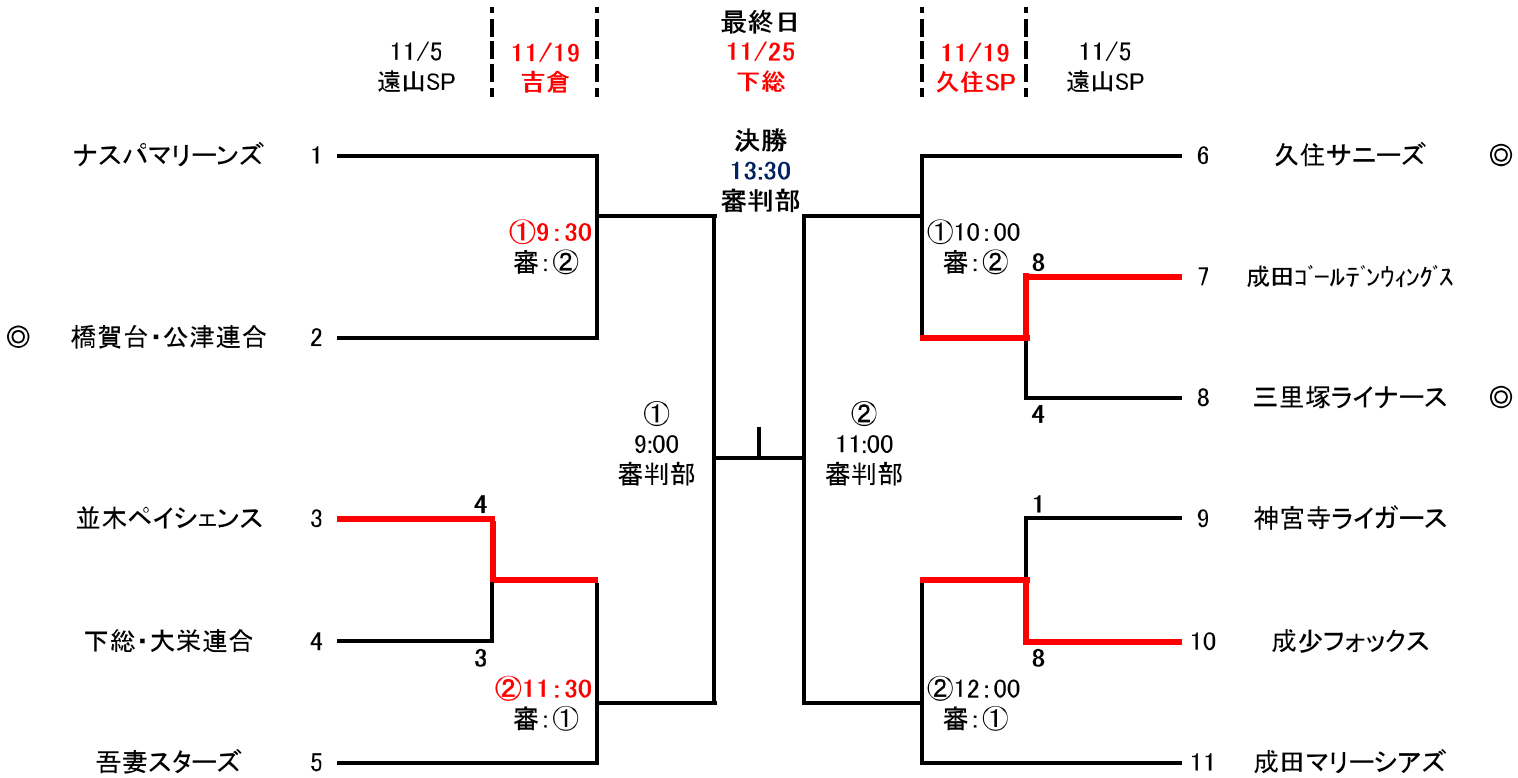 最終日
11/5 11/19 11/25 11/19 11/5
遠山SP 吉倉 下総 久住SP 遠山SP
決勝
ナスパマリーンズ 1 6 久住サニーズ ◎
13:30
審判部
①9:30 ①10:00
審:② 審:②
8
7 成田ｺﾞｰﾙﾃﾞﾝｳｨﾝｸﾞｽ
◎ 橋賀台・公津連合 2
8 三里塚ライナース ◎
① ② 4
9:00 11:00
審判部 審判部
4 1
並木ペイシェンス 3 9 神宮寺ライガース
下総・大栄連合 4 10 成少フォックス
3 8
②11:30 ②12:00
審:① 審:①
吾妻スターズ 5 11 成田マリーシアズ